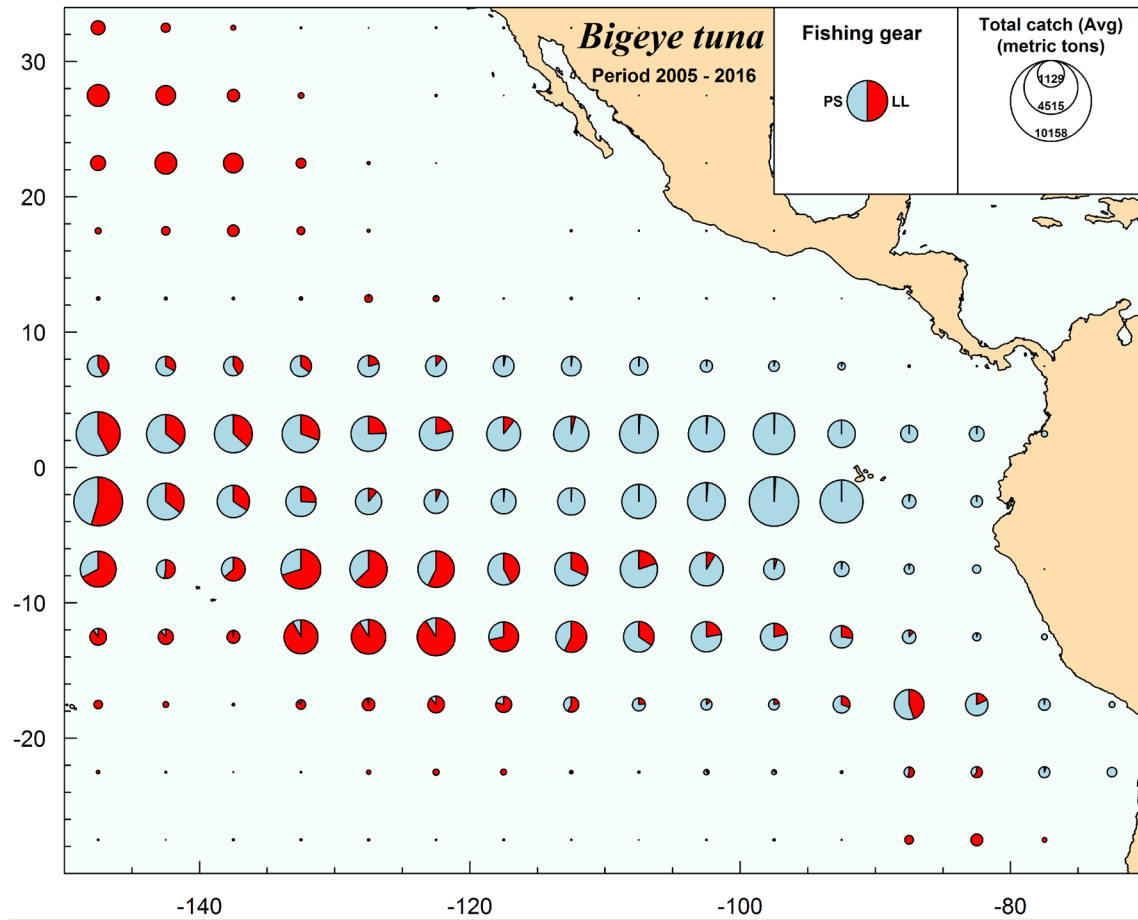 Bigeye tuna
Period 2005 - 2016
Fishing gear
PS
LL
Total catch (Avg)
(metric tons)
1129
4515
10158
30
20
10
0
-10
-20
-140
-120
-100
-80